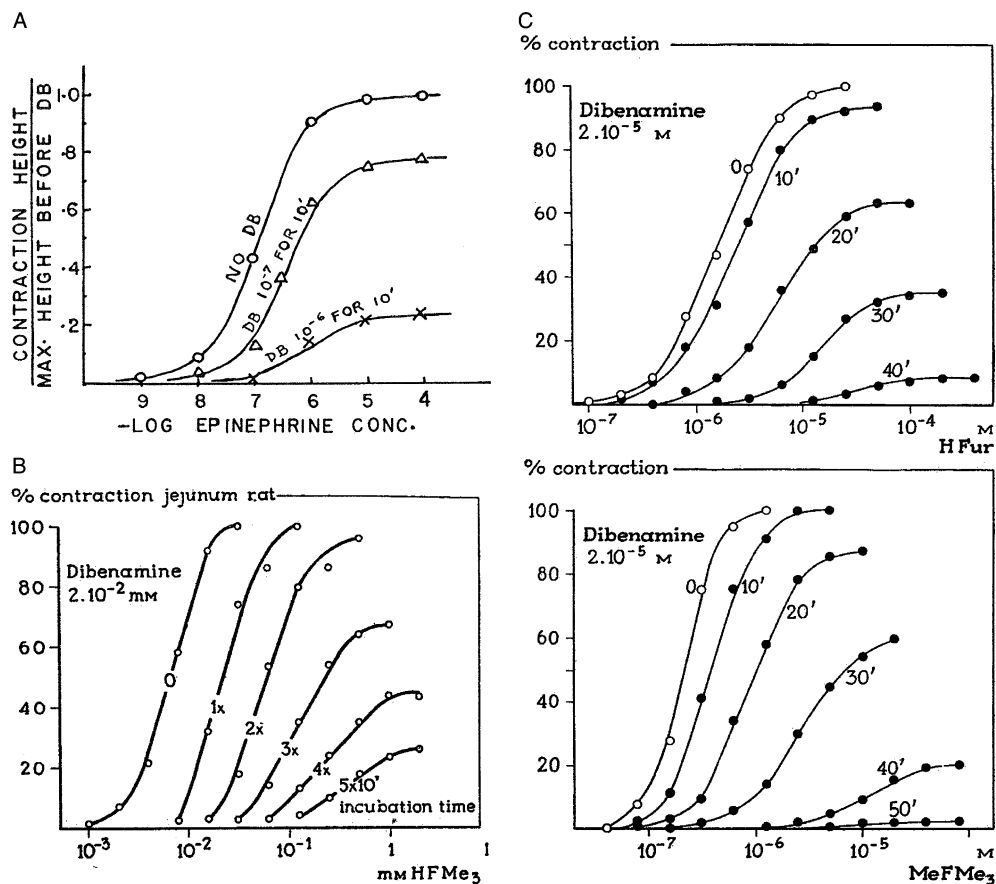 A
CONTRACTION HEIGHT
MAX. HEIGHT BEFORE DB
1.0
.8
.6
.4
.2
NO DB
DB 10⁻⁷ FOR 10'
DB 10⁻⁶ FOR 10'
9 8 7 6 5 4
-LOG EPINEPHRINE CONC.
B
% contraction jejunum rat
100
80
60
40
20
Dibenamine
2.10⁻² mM
0
1x
2x
3x
4x
5x10'
incubation time
10⁻³ 10⁻² 10⁻¹ 1 1
mM HFMe₃
C
% contraction
100
80
60
40
20
Dibenamine
2.10⁻⁵ M
0
10'
20'
30'
40'
10⁻⁷ 10⁻⁶ 10⁻⁵ 10⁻⁴ M
HFur
% contraction
100
80
60
40
20
Dibenamine
2.10⁻⁵ M
0
10'
20'
30'
40'
50'
10⁻⁷ 10⁻⁶ 10⁻⁵ M
MeFMe₃